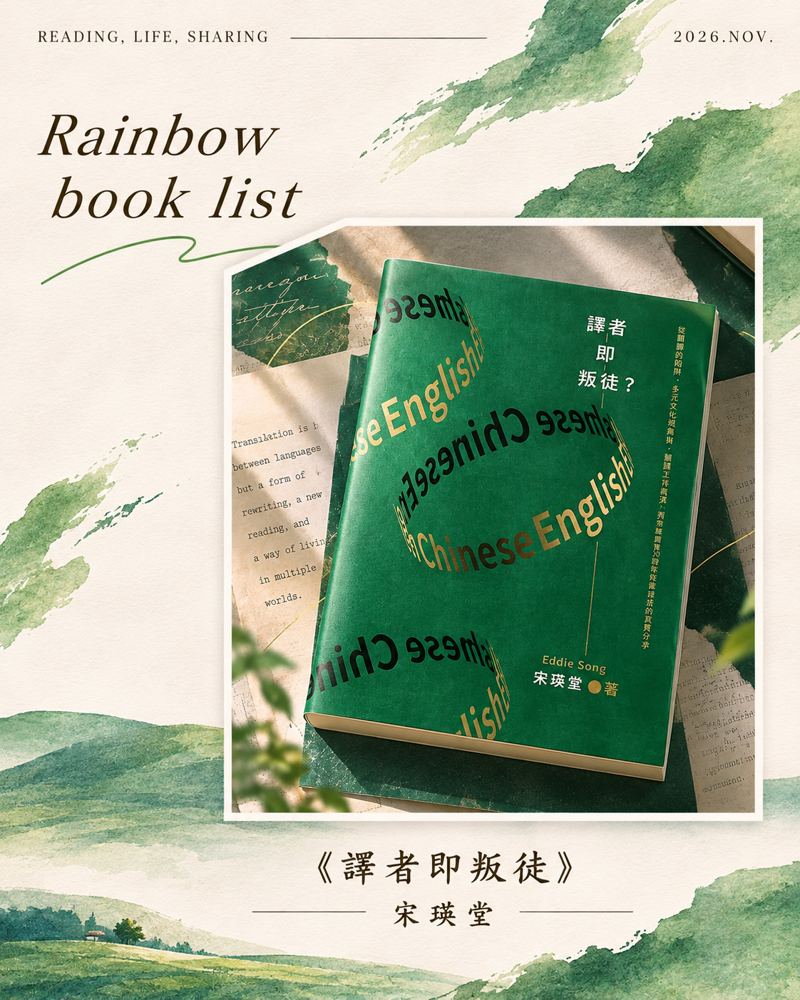 READING, LIFE, SHARING
2026.NOV.
Rainbow
book list
Translation is
between languages
but a form of
rewriting, a new
reading, and
a way of living
in multiple
worlds.
譯者
即
叛徒？
Chinese English
Chinese
Chinese English
Chinese
Eddie Song
宋瑛堂 著
《譯者即叛徒》
宋瑛堂